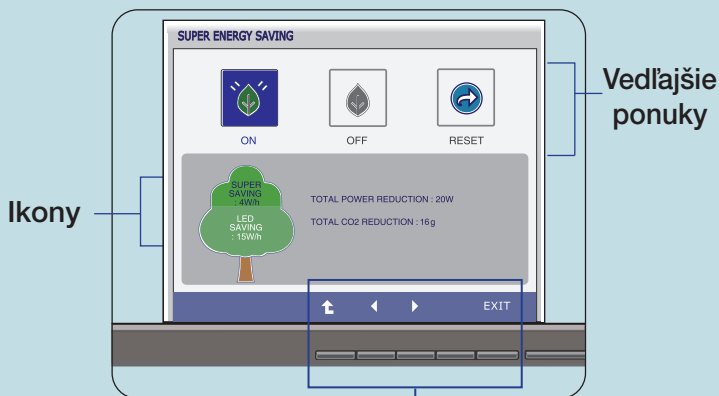 SUPER ENERGY SAVING
Vedľajšie
ponuky
ON
OFF
RESET
Ikony
SUPER
SAVING
: 4W/h
LED
SAVING
: 15W/h
TOTAL POWER REDUCTION : 20W
TOTAL CO2 REDUCTION : 16g
EXIT